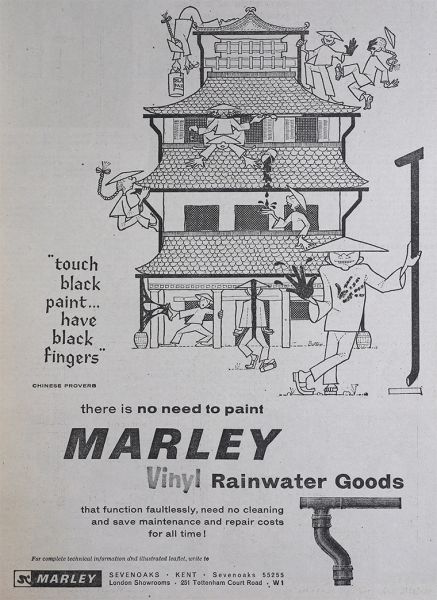 "touch
black
paint...
have
black
fingers"
CHINESE PROVERB
there is no need to paint
MARLEY
Vinyl Rainwater Goods
that function faultlessly, need no cleaning
and save maintenance and repair costs
for all time!
For complete technical information and illustrated leaflet, write to
MARLEY
SEVENOAKS · KENT · Sevenoaks 55255
London Showrooms · 251 Tottenham Court Road · W1